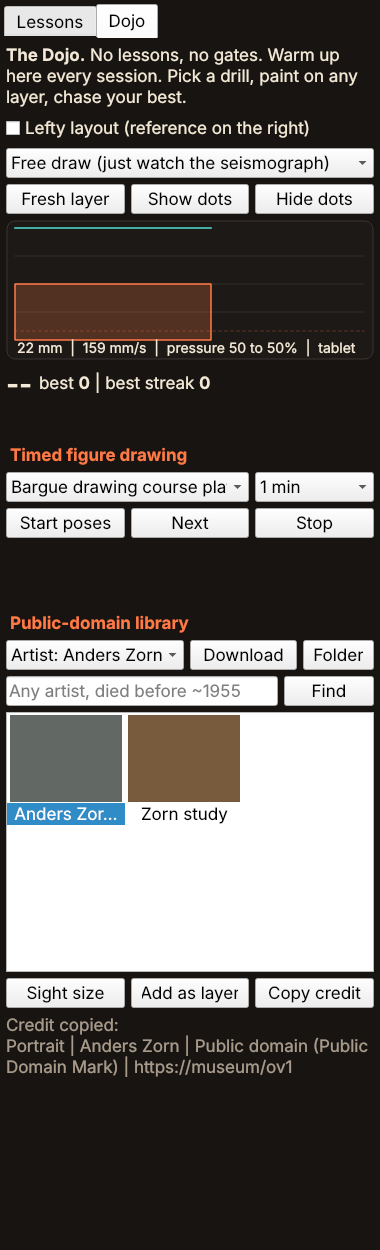 Lessons Dojo
The Dojo. No lessons, no gates. Warm up
here every session. Pick a drill, paint on any
layer, chase your best.
Lefty layout (reference on the right)
Free draw (just watch the seismograph)
Fresh layer Show dots Hide dots
22 mm | 159 mm/s | pressure 50 to 50% | tablet
-- best 0 | best streak 0
Timed figure drawing
Bargue drawing course pla 1 min
Start poses Next Stop
Public-domain library
Artist: Anders Zorn Download Folder
Any artist, died before ~1955 Find
Anders Zor... Zorn study
Sight size Add as layer Copy credit
Credit copied:
Portrait | Anders Zorn | Public domain (Public
Domain Mark) | https://museum/ov1